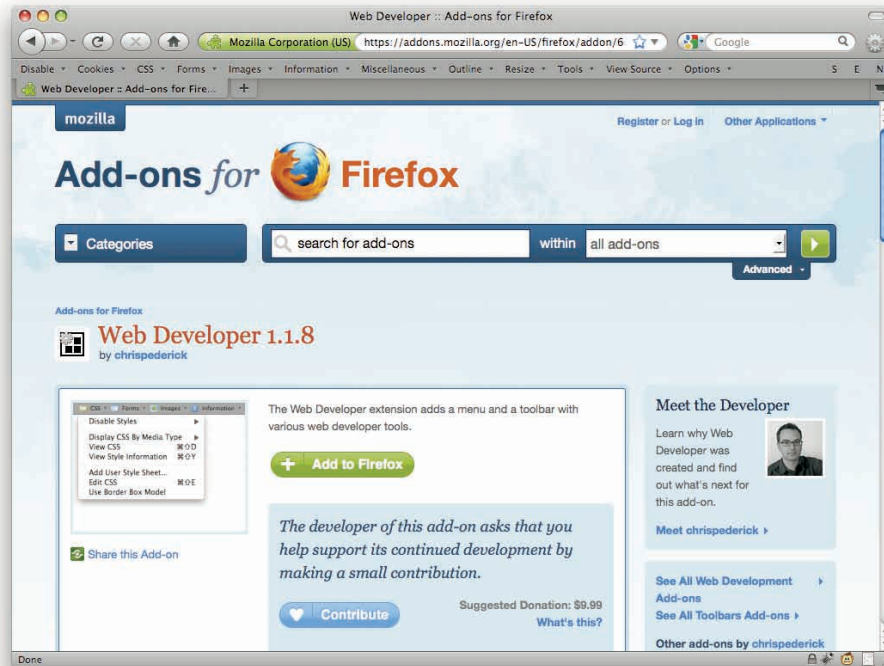 Web Developer :: Add-ons for Firefox
Mozilla Corporation (US) https://addons.mozilla.org/en-US/firefox/addon/6 Google
Disable Cookies CSS Forms Images Information Miscellaneous Outline Resize Tools View Source Options S E N
Web Developer :: Add-ons for Fire...
mozilla
Register or Log in Other Applications
Add-ons for Firefox
Categories search for add-ons within all add-ons
Advanced
Add-ons for Firefox
Web Developer 1.1.8
by chrispederick
CSS Forms Images Information
Disable Styles
Display CSS By Media Type
View CSS ⌘⇧D
View Style Information ⌘⇧Y
Add User Style Sheet...
Edit CSS ⌘⇧E
Use Border Box Model
Share this Add-on
The Web Developer extension adds a menu and a toolbar with
various web developer tools.
Add to Firefox
The developer of this add-on asks that you
help support its continued development by
making a small contribution.
Contribute
Suggested Donation: $9.99
What's this?
Meet the Developer
Learn why Web
Developer was
created and find
out what's next for
this add-on.
Meet chrispederick
See All Web Development
Add-ons
See All Toolbars Add-ons
Other add-ons by chrispederick
Done